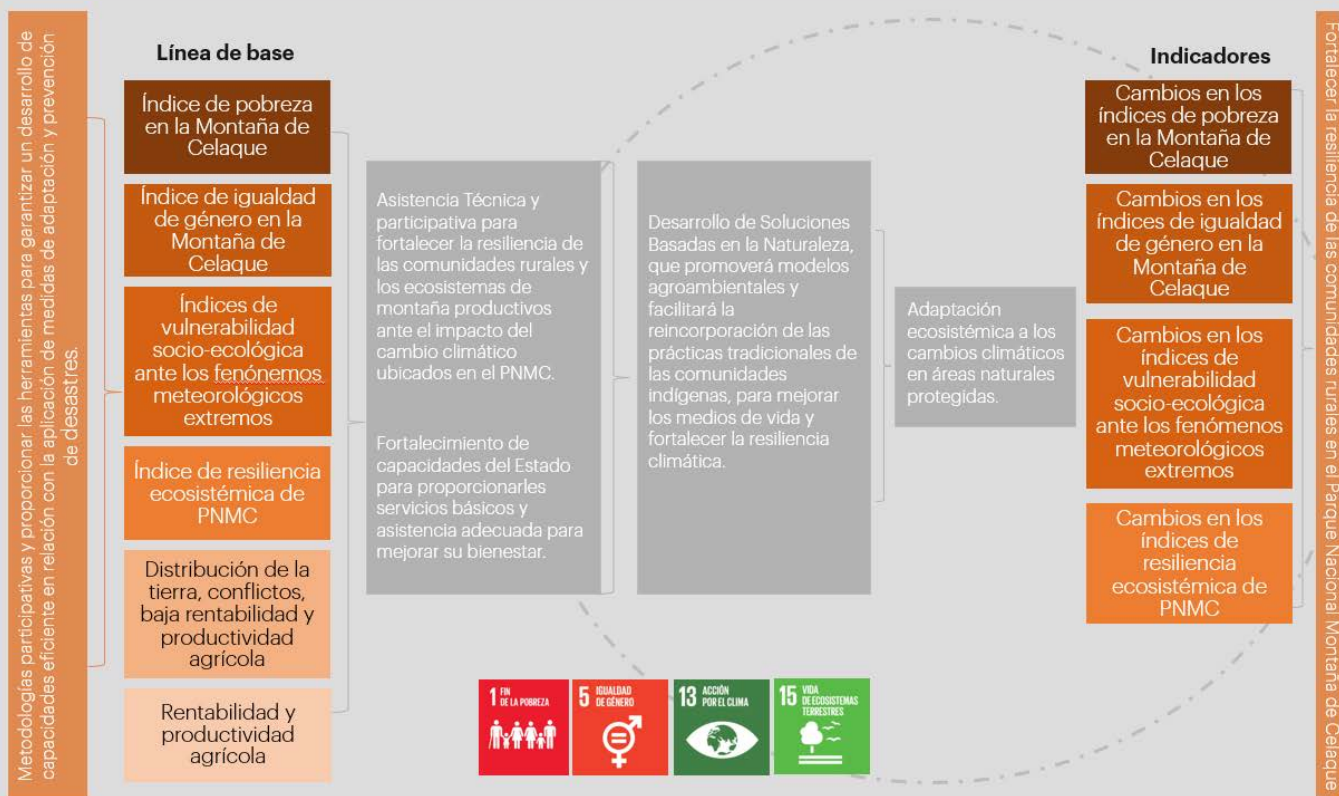 Metodologías participativas y proporcionar las herramientas para garantizar un desarrollo de
capacidades eficiente en relación con la aplicación de medidas de adaptación y prevención
de desastres.
Línea de base
Índice de pobreza
en la Montaña de
Celaque
Índice de igualdad
de género en la
Montaña de
Celaque
Índices de
vulnerabilidad
socio-ecológica
ante los fenónemos
meteorológicos
extremos
Índice de resiliencia
ecosistémica de
PNMC
Distribución de la
tierra, conflictos,
baja rentabilidad y
productividad
agrícola
Rentabilidad y
productividad
agrícola
Asistencia Técnica y
participativa para
fortalecer la resiliencia de
las comunidades rurales y
los ecosistemas de
montaña productivos
ante el impacto del
cambio climático
ubicados en el PNMC.
Fortalecimiento de
capacidades del Estado
para proporcionarles
servicios básicos y
asistencia adecuada para
mejorar su bienestar.
Desarrollo de Soluciones
Basadas en la Naturaleza,
que promoverá modelos
agroambientales y
facilitará la
reincorporación de las
prácticas tradicionales de
las comunidades
indígenas, para mejorar
los medios de vida y
fortalecer la resiliencia
climática.
Adaptación
ecosistémica a los
cambios climáticos
en áreas naturales
protegidas.
1 FIN
DE LA POBREZA
5 IGUALDAD
DE GÉNERO
13 ACCIÓN
POR EL CLIMA
15 VIDA
DE ECOSISTEMAS
TERRESTRES
Indicadores
Cambios en los
índices de pobreza
en la Montaña de
Celaque
Cambios en los
índices de igualdad
de género en la
Montaña de
Celaque
Cambios en los
índices de
vulnerabilidad
socio-ecológica
ante los fenómenos
meteorológicos
extremos
Cambios en los
índices de
resiliencia
ecosistémica de
PNMC
Fortalecer la resiliencia de las comunidades rurales en el Parque Nacional Montaña de Celaque